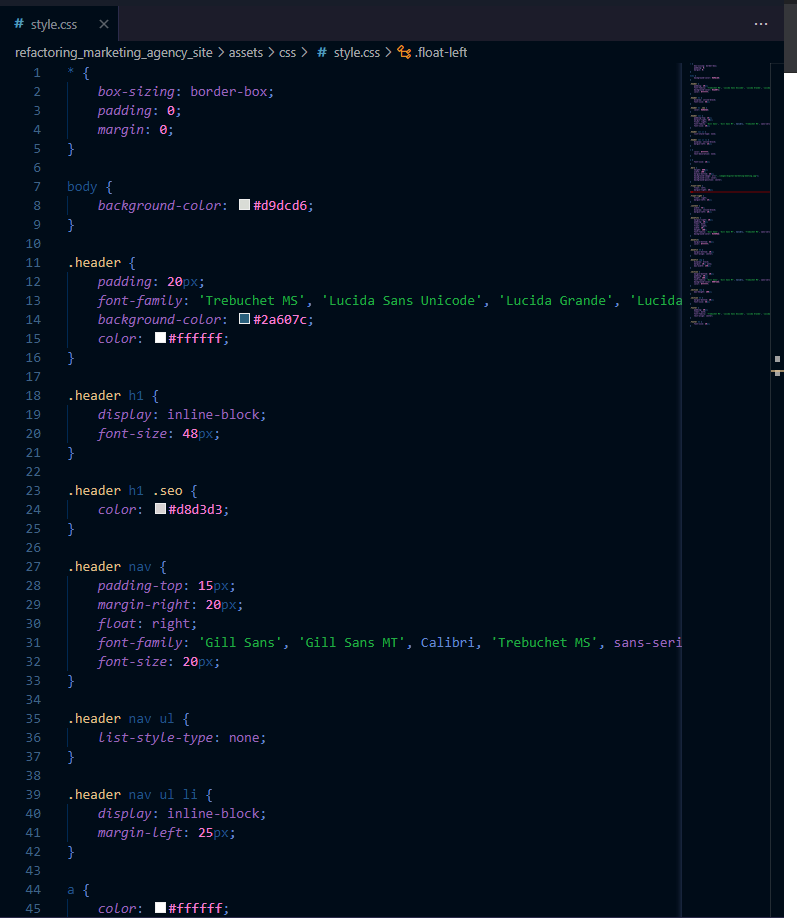 # style.css ×
refactoring_marketing_agency_site > assets > css > # style.css > .float-left
1 * {
2 box-sizing: border-box;
3 padding: 0;
4 margin: 0;
5 }
6
7 body {
8 background-color: #d9dcd6;
9 }
10
11 .header {
12 padding: 20px;
13 font-family: 'Trebuchet MS', 'Lucida Sans Unicode', 'Lucida Grande', 'Lucida
14 background-color: #2a607c;
15 color: #ffffff;
16 }
17
18 .header h1 {
19 display: inline-block;
20 font-size: 48px;
21 }
22
23 .header h1 .seo {
24 color: #d8d3d3;
25 }
26
27 .header nav {
28 padding-top: 15px;
29 margin-right: 20px;
30 float: right;
31 font-family: 'Gill Sans', 'Gill Sans MT', Calibri, 'Trebuchet MS', sans-seri
32 font-size: 20px;
33 }
34
35 .header nav ul {
36 list-style-type: none;
37 }
38
39 .header nav ul li {
40 display: inline-block;
41 margin-left: 25px;
42 }
43
44 a {
45 color: #ffffff;